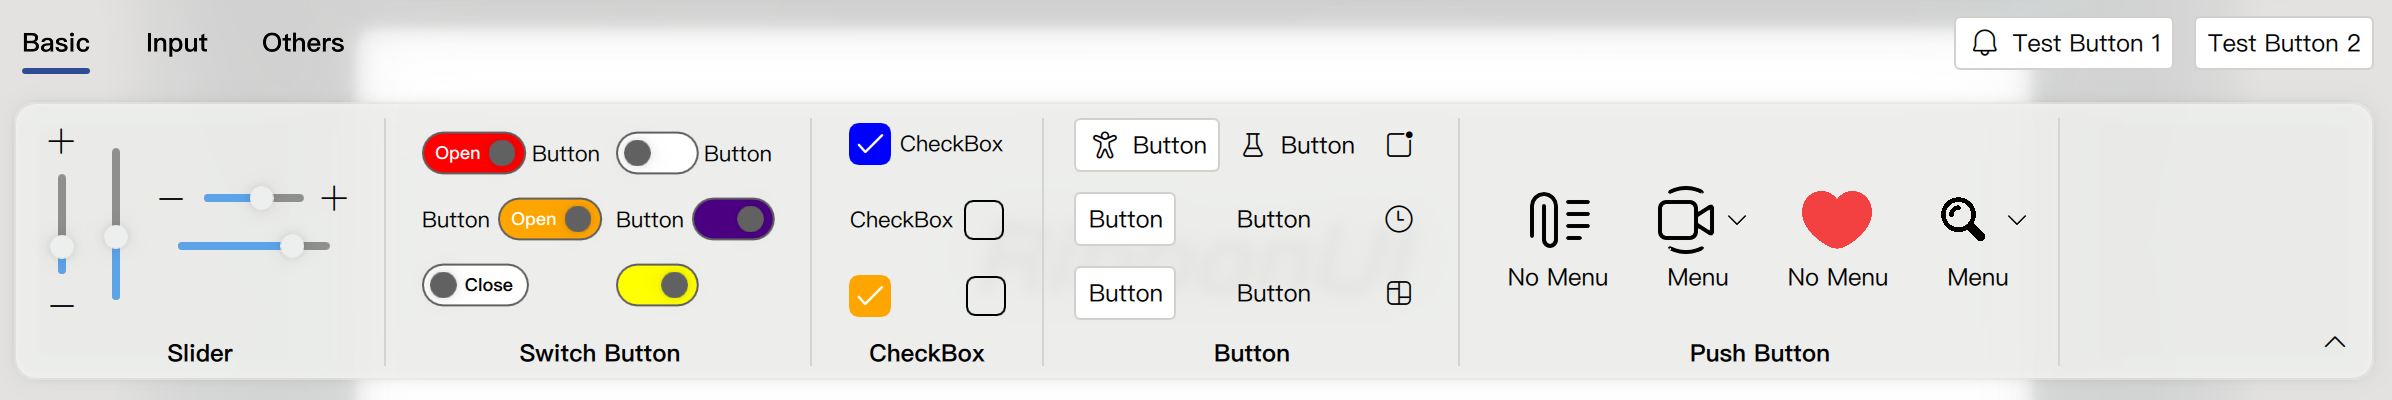 Basic Input Others Test Button 1 Test Button 2
Open Button Button CheckBox Button Button
Button Open Button CheckBox Button Button
Close Button Button
No Menu Menu No Menu Menu
Slider Switch Button CheckBox Button Push Button